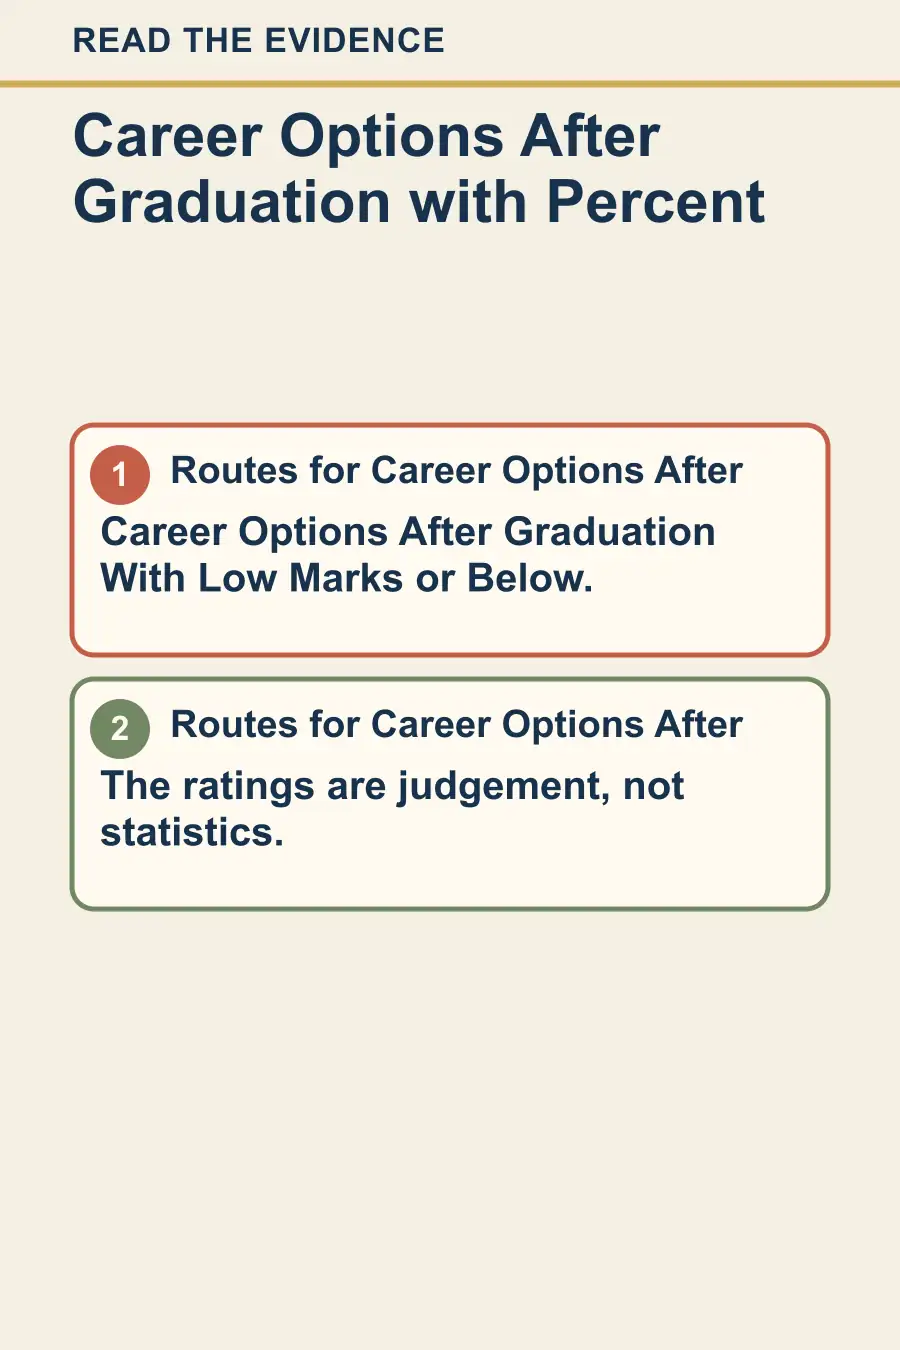 READ THE EVIDENCE
Career Options After
Graduation with Percent
1 Routes for Career Options After
Career Options After Graduation
With Low Marks or Below.
2 Routes for Career Options After
The ratings are judgement, not
statistics.